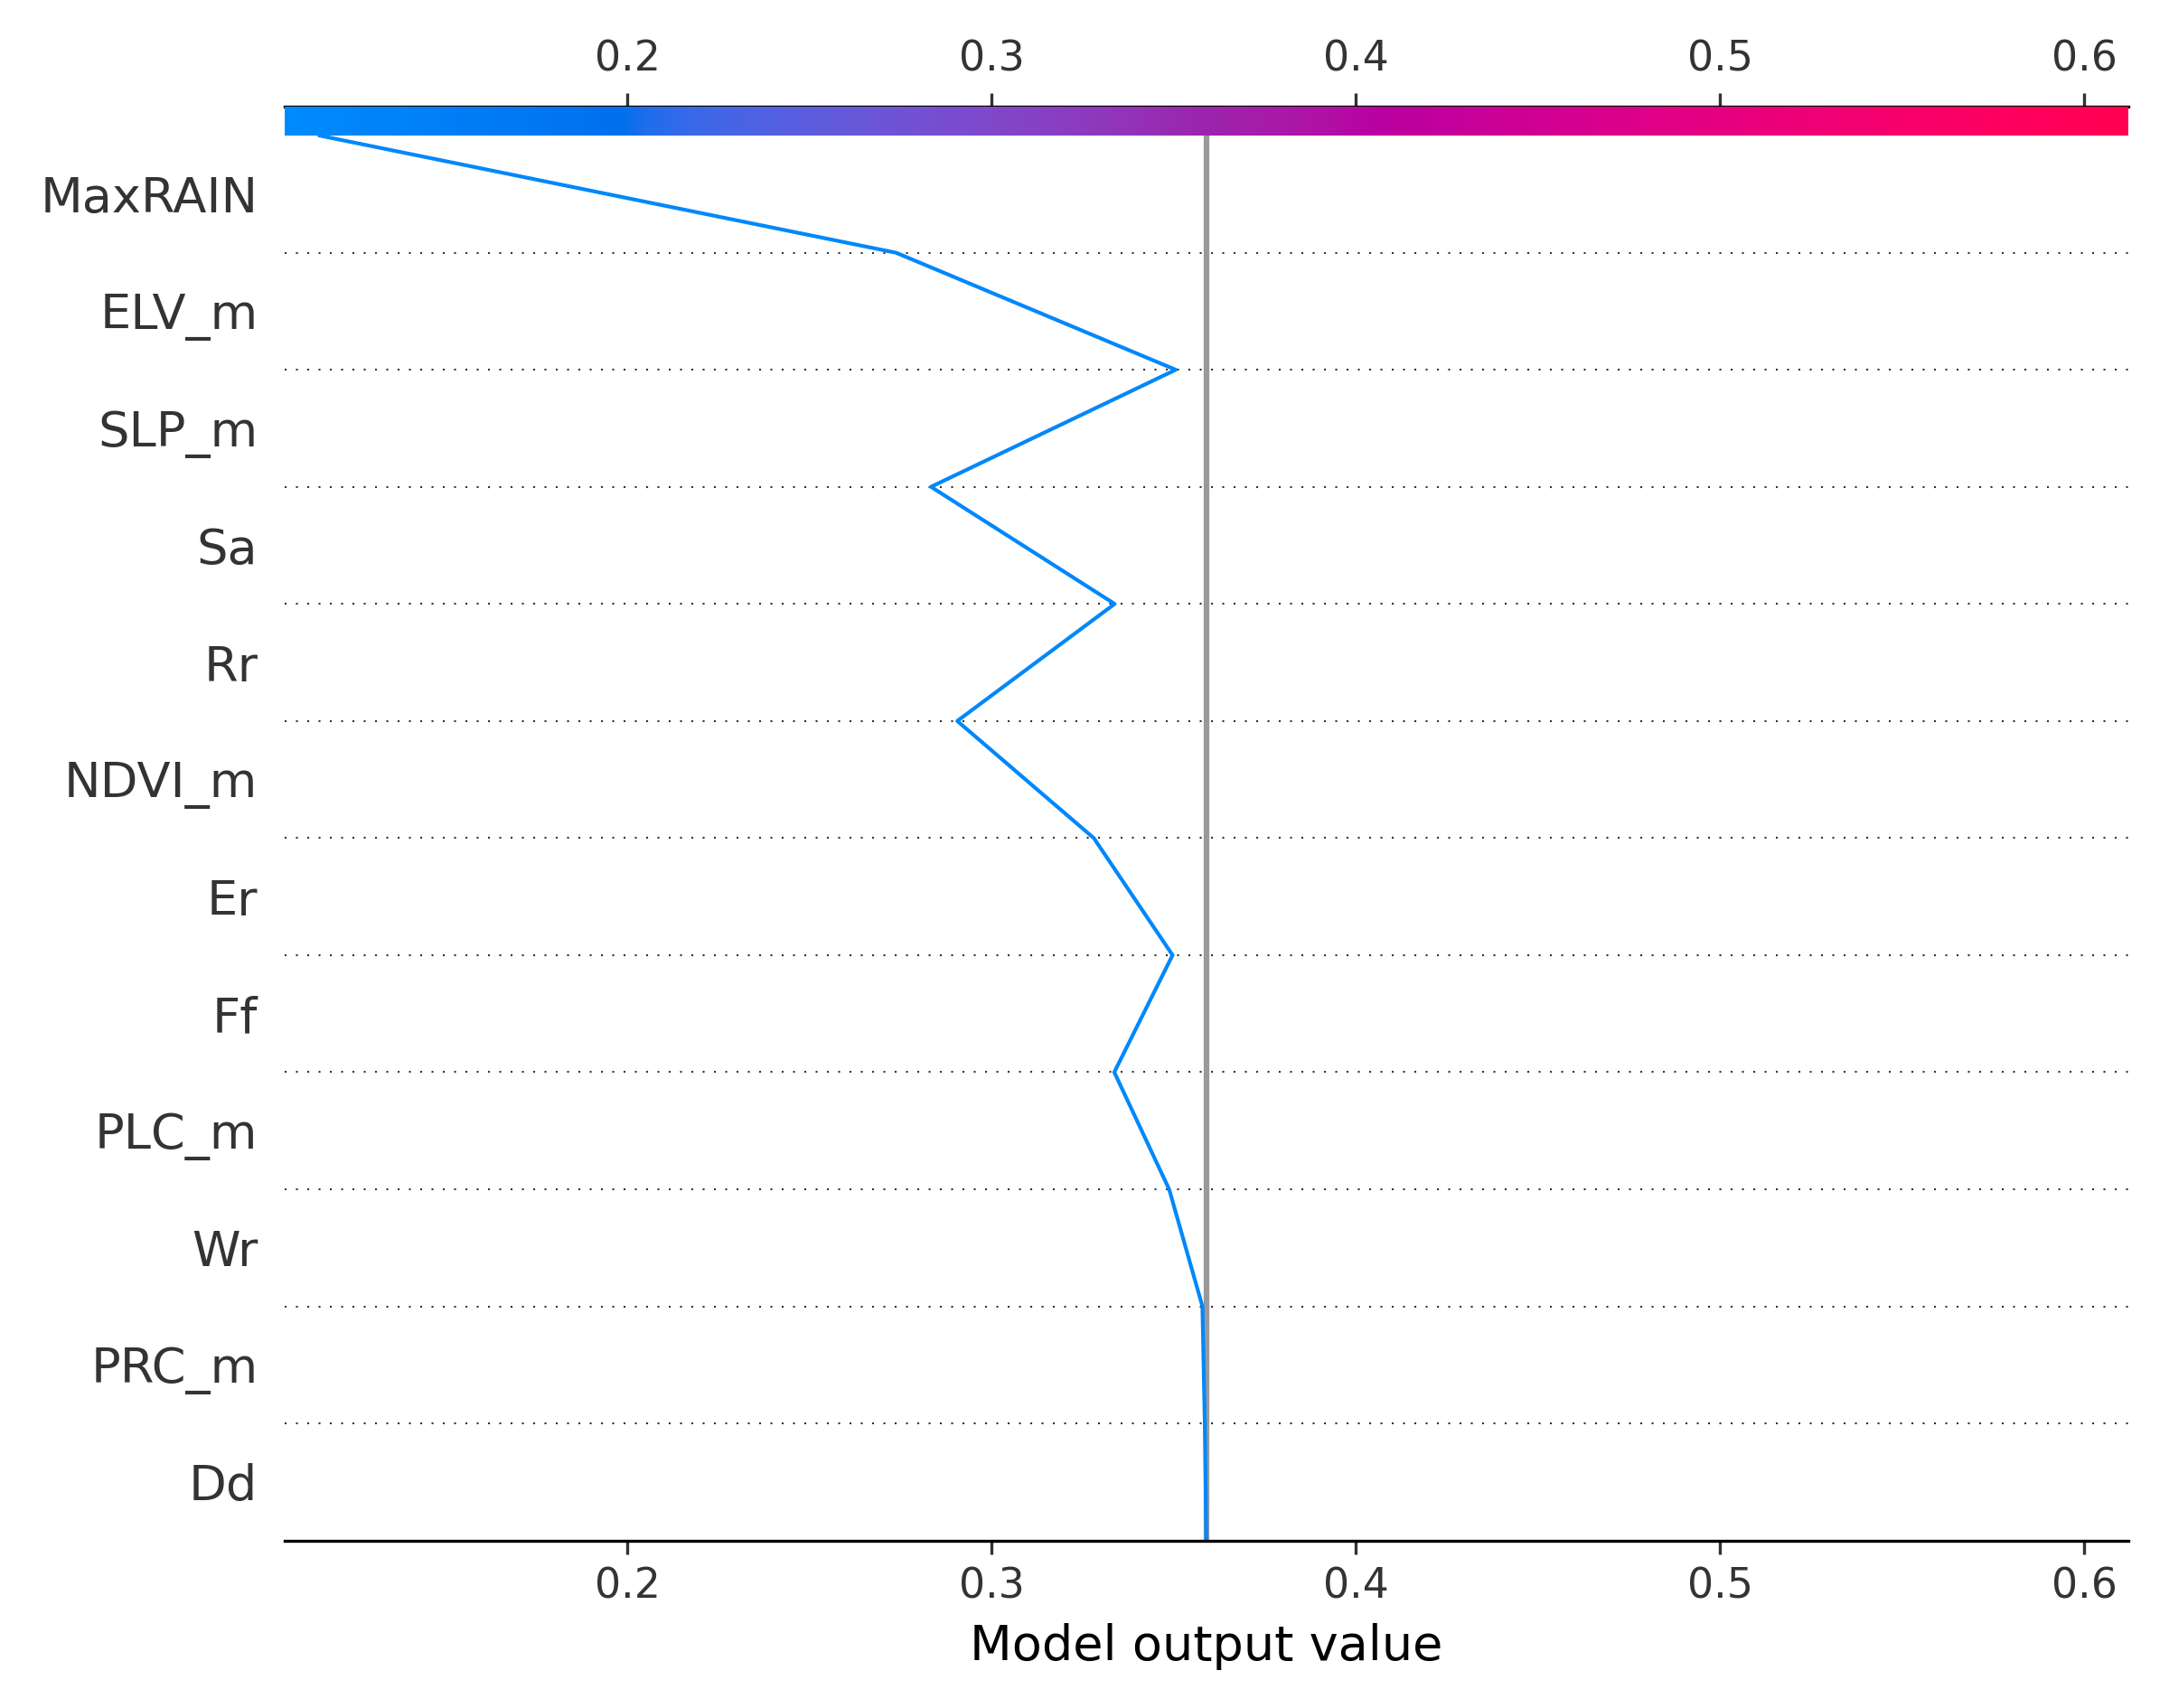 0.2 0.3 0.4 0.5 0.6
MaxRAIN
ELV_m
SLP_m
Sa
Rr
NDVI_m
Er
Ff
PLC_m
Wr
PRC_m
Dd
0.2 0.3 0.4 0.5 0.6
Model output value